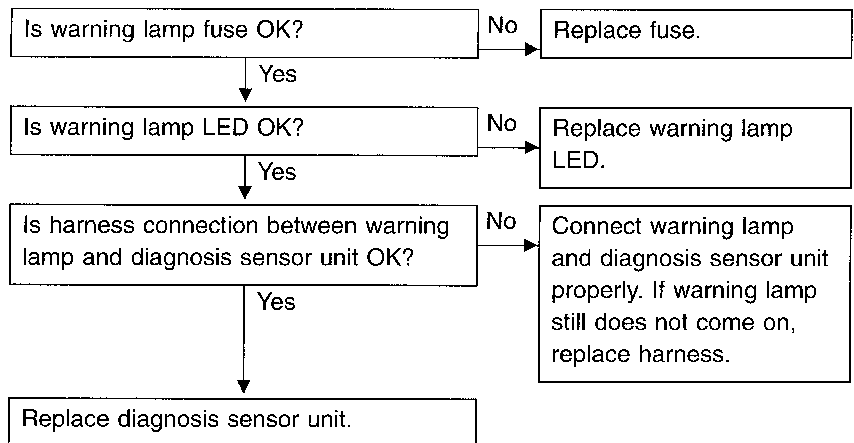 Is warning lamp fuse OK?
No
Replace fuse.
Yes
Is warning lamp LED OK?
No
Replace warning lamp
LED.
Yes
Is harness connection between warning
lamp and diagnosis sensor unit OK?
No
Connect warning lamp
and diagnosis sensor unit
properly. If warning lamp
still does not come on,
replace harness.
Yes
Replace diagnosis sensor unit.